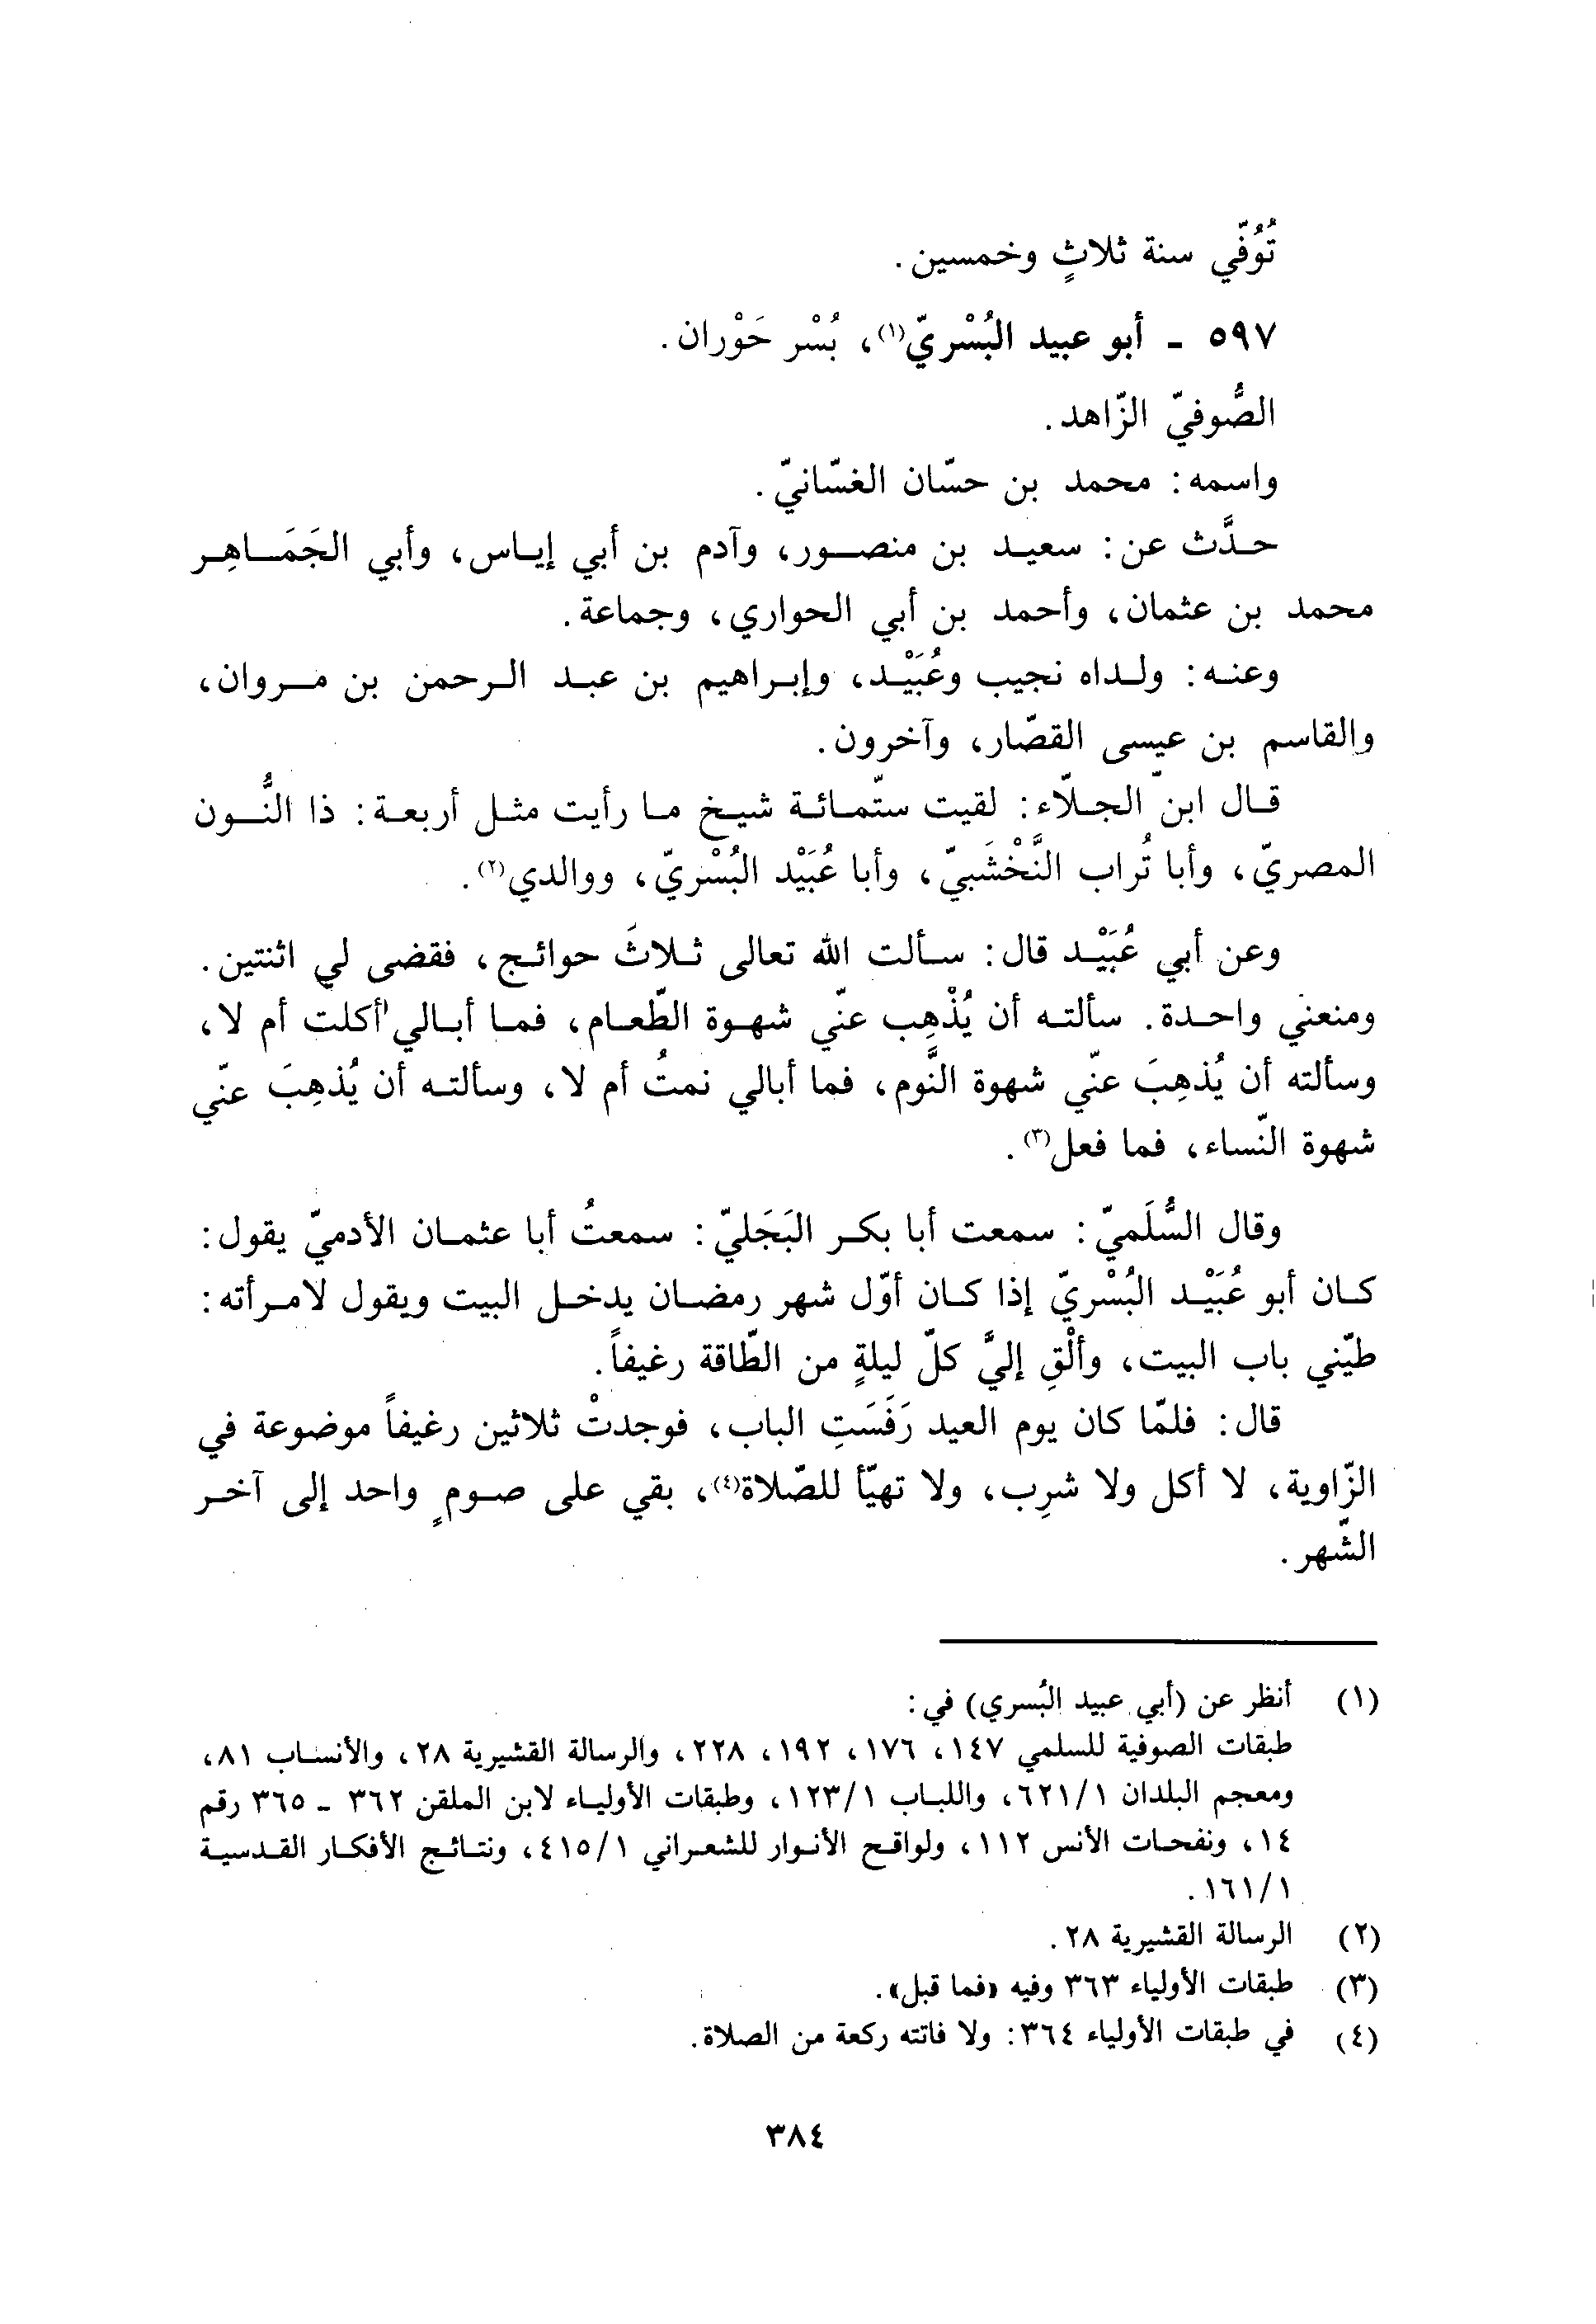 تُوُفّي سنة ثلاثٍ وخمسين.
٥٩٧ - أبو عبيد البُسْريّ(١)، بُسْر حَوْران.
الصُّوفيّ الزّاهد.
واسمه: محمد بن حسّان الغسّانيّ.
حدَّث عن: سعيد بن منصور، وآدم بن أبي إياس، وأبي الجَمَاهِر
محمد بن عثمان، وأحمد بن أبي الحواري، وجماعة.
وعنه: ولداه نجيب وعُبَيْد، وإبراهيم بن عبد الرحمن بن مروان،
والقاسم بن عيسى القصّار، وآخرون.
قال ابن الجلّاء: لقيت ستّمائة شيخ ما رأيت مثل أربعة: ذا النُّون
المصريّ، وأبا تُراب النَّخْشَبيّ، وأبا عُبَيْد البُسْريّ، ووالدي(٢).
وعن أبي عُبَيْد قال: سألت الله تعالى ثلاثَ حوائج، فقضى لي اثنتين.
ومنعني واحدة. سألته أن يُذْهِب عنّي شهوة الطّعام، فما أبالي أكلت أم لا،
وسألته أن يُذهِبَ عنّي شهوة النَّوم، فما أبالي نمتُ أم لا، وسألته أن يُذهِبَ عنّي
شهوة النّساء، فما فعل(٣).
وقال السُّلَميّ: سمعت أبا بكر البَجَليّ: سمعتُ أبا عثمان الأدميّ يقول:
كان أبو عُبَيْد البُسْريّ إذا كان أوّل شهر رمضان يدخل البيت ويقول لامرأته:
طيّني باب البيت، وألْقِ إليَّ كلّ ليلةٍ من الطّاقة رغيفاً.
قال: فلمّا كان يوم العيد رَفَسَتِ الباب، فوجدتْ ثلاثين رغيفاً موضوعة في
الزّاوية، لا أكل ولا شرِب، ولا تهيّأ للصّلاة(٤)، بقي على صومٍ واحد إلى آخر
الشّهر.
(١) أنظر عن (أبي عبيد البُسري) في:
طبقات الصوفية للسلمي ١٤٧، ١٧٦، ١٩٢، ٢٢٨، والرسالة القشيرية ٢٨، والأنساب ٨١،
ومعجم البلدان ٦٢١/١، واللباب ١٢٣/١، وطبقات الأولياء لابن الملقن ٣٦٢ - ٣٦٥ رقم
١٤، ونفحات الأنس ١١٢، ولواقح الأنوار للشعراني ٤١٥/١، ونتائج الأفكار القدسية
١٦١/١.
(٢) الرسالة القشيرية ٢٨.
(٣) طبقات الأولياء ٣٦٣ وفيه «فما قبل».
(٤) في طبقات الأولياء ٣٦٤: ولا فاتته ركعة من الصلاة.
٣٨٤